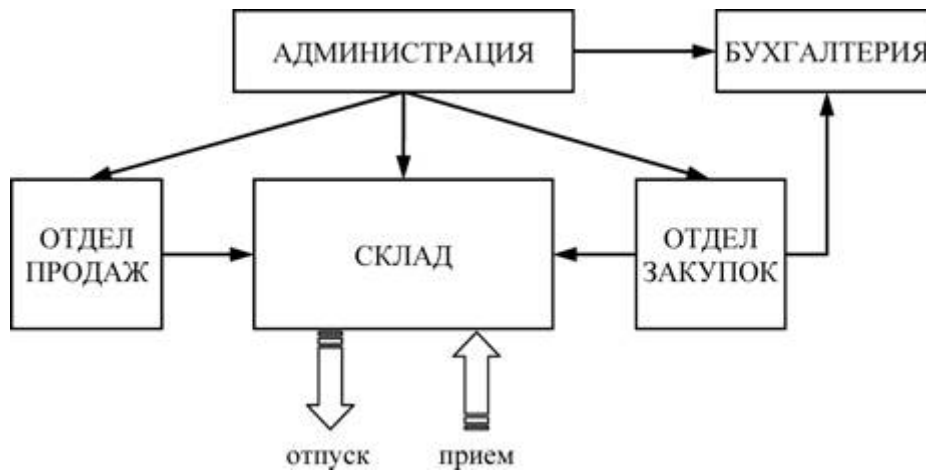 АДМИНИСТРАЦИЯ
БУХГАЛТЕРИЯ
ОТДЕЛ
ПРОДАЖ
СКЛАД
ОТДЕЛ
ЗАКУПОК
отпуск
прием